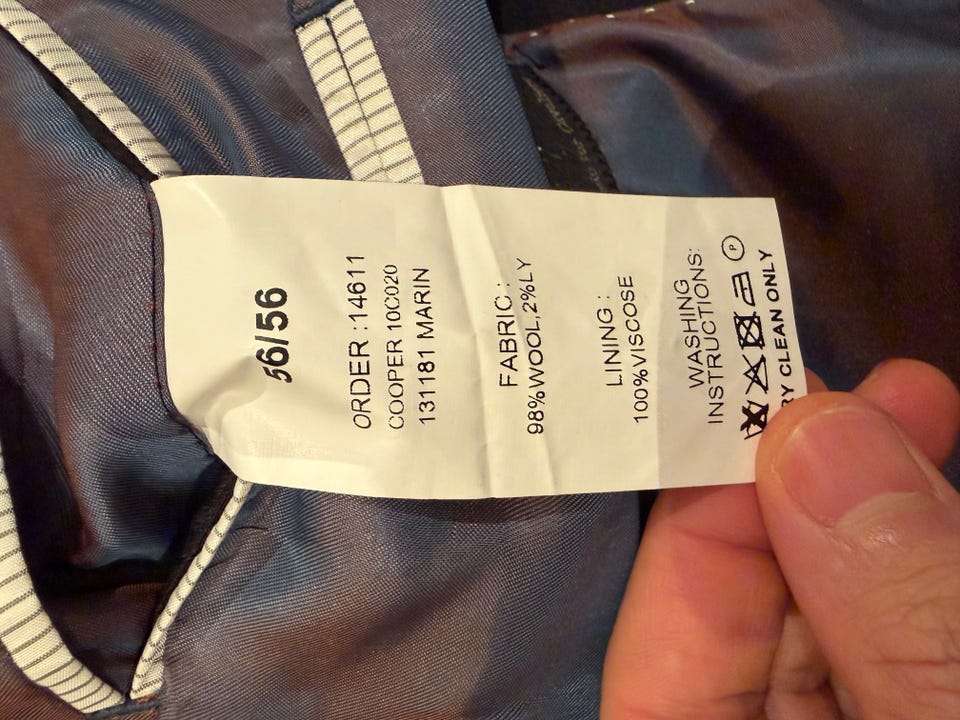 56/56
ORDER :14611
COOPER 10C020
131181 MARIN
FABRIC :
98%WOOL,2%LY
LINING :
100%VISCOSE
WASHING
INSTRUCTIONS:
P
CLEAN ONLY